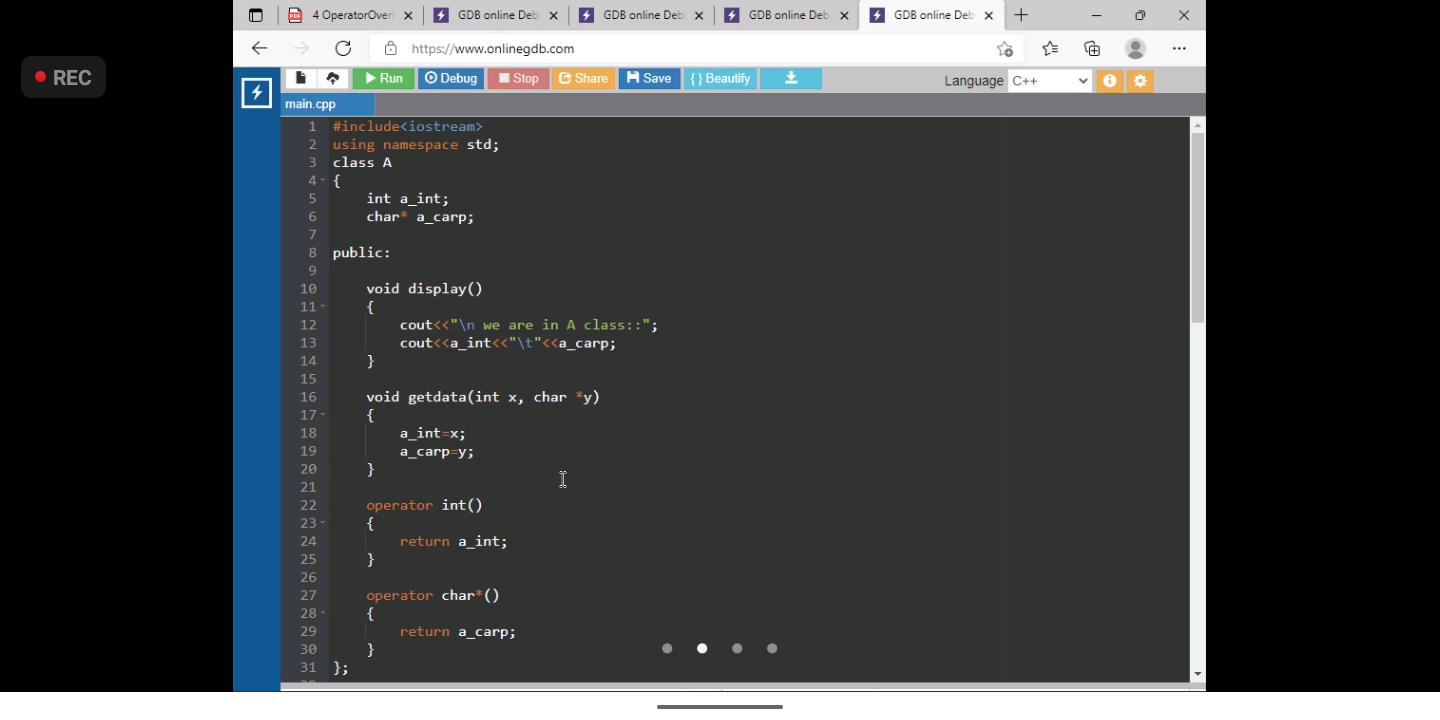 REC
4 OperatorOver
GDB online Deb
GDB online Deb
GDB online Deb
GDB online Deb
https://www.onlinegdb.com
Run
Debug
Stop
Share
Save
{ } Beautify
Language C++
main.cpp
1 #include<iostream>
2 using namespace std;
3 class A
4 {
5 int a_int;
6 char* a_carp;
7
8 public:
9
10 void display()
11 {
12 cout<<"\n we are in A class::";
13 cout<<a_int<<"\t"<<a_carp;
14 }
15
16 void getdata(int x, char *y)
17 {
18 a_int=x;
19 a_carp=y;
20 }
21
22 operator int()
23 {
24 return a_int;
25 }
26
27 operator char*()
28 {
29 return a_carp;
30 }
31 };